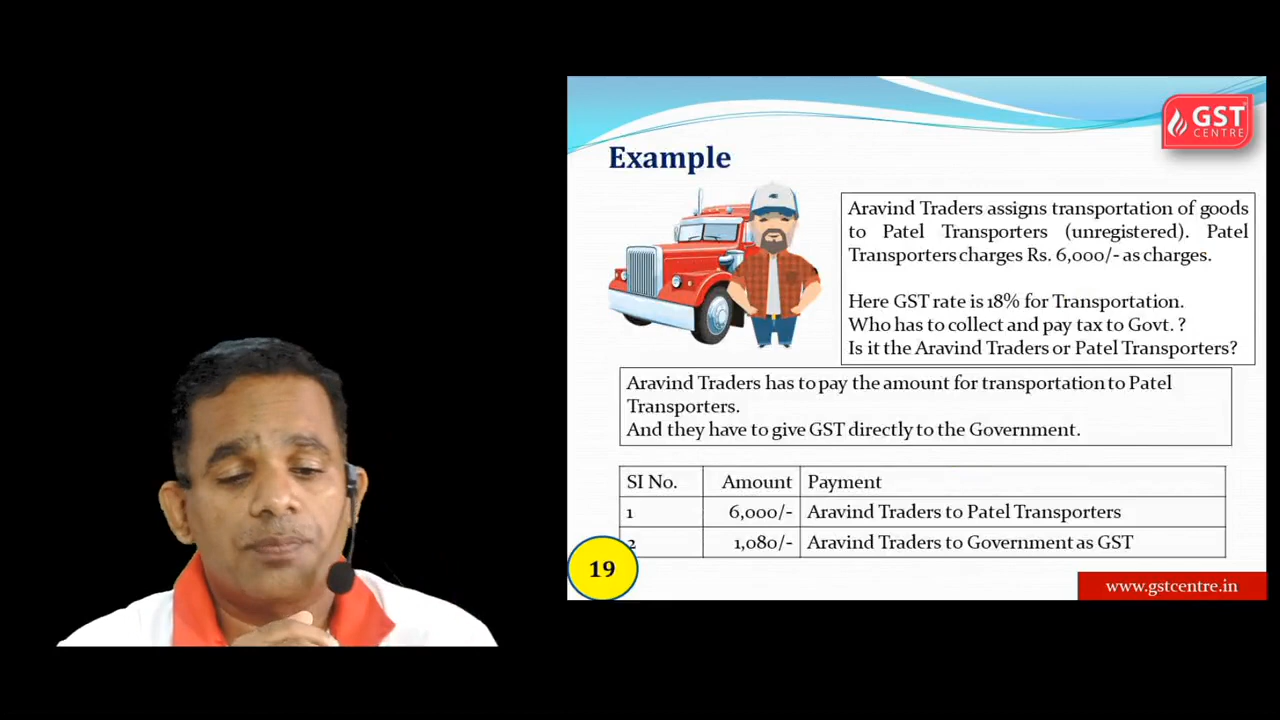 GST
CENTRE
Example
Aravind Traders assigns transportation of goods
to Patel Transporters (unregistered). Patel
Transporters charges Rs. 6,000/- as charges.
Here GST rate is 18% for Transportation.
Who has to collect and pay tax to Govt. ?
Is it the Aravind Traders or Patel Transporters?
Aravind Traders has to pay the amount for transportation to Patel
Transporters.
And they have to give GST directly to the Government.
SI No. Amount Payment
1 6,000/- Aravind Traders to Patel Transporters
2 1,080/- Aravind Traders to Government as GST
19
www.gstcentre.in